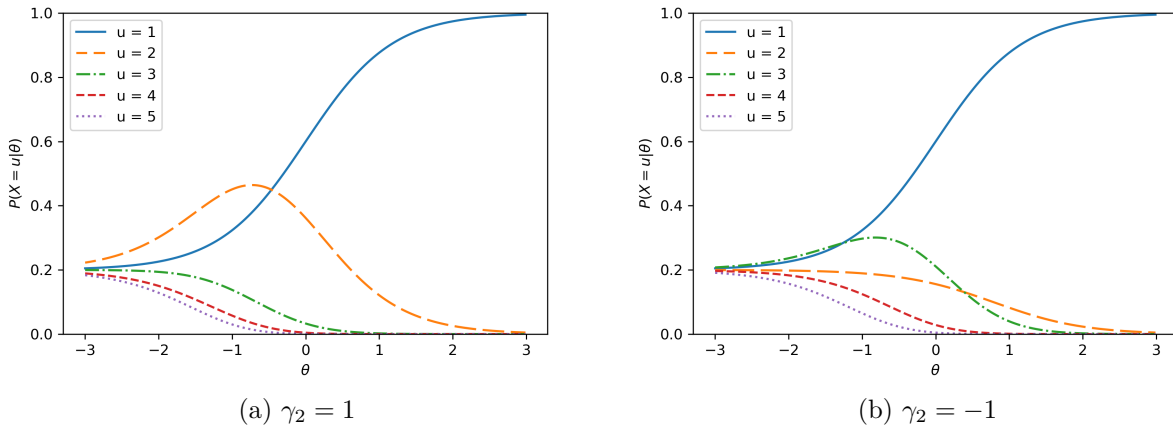 1.0
0.8
0.6
0.4
0.2
0.0
P(X = u|θ)
u = 1
u = 2
u = 3
u = 4
u = 5
−3 −2 −1 0 1 2 3
θ
(a) γ₂ = 1
1.0
0.8
0.6
0.4
0.2
0.0
P(X = u|θ)
u = 1
u = 2
u = 3
u = 4
u = 5
−3 −2 −1 0 1 2 3
θ
(b) γ₂ = −1